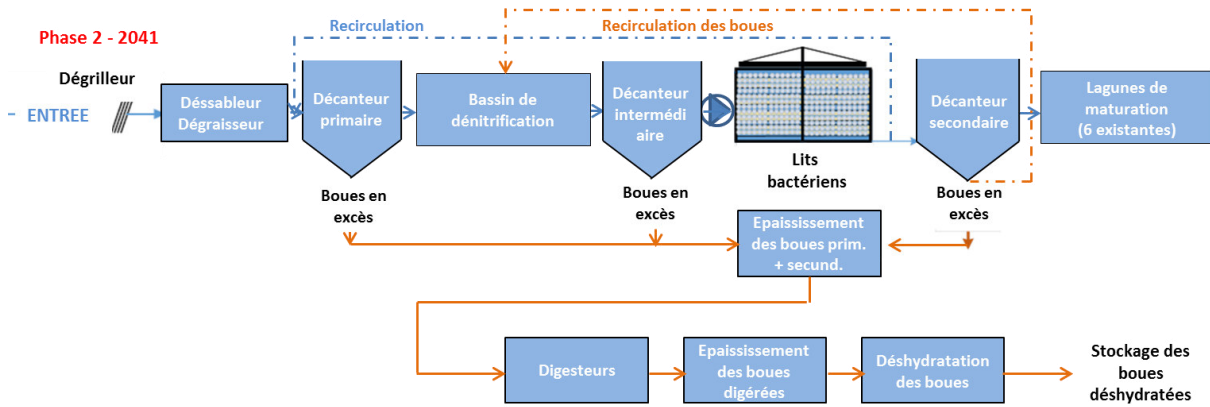 Recirculation
Recirculation des boues
Phase 2 - 2041
Dégrilleur
ENTREE
Déssableur
Dégraisseur
Décanteur
primaire
Bassin de
dénitrification
Décanteur
intermédi
aire
Lits
bactériens
Décanteur
secondaire
Lagunes de
maturation
(6 existantes)
Boues en
excès
Boues en
excès
Boues en
excès
Epaississement
des boues prim.
+ secund.
Digesteurs
Epaississement
des boues
digérées
Déshydratation
des boues
Stockage des
boues
déshydratées